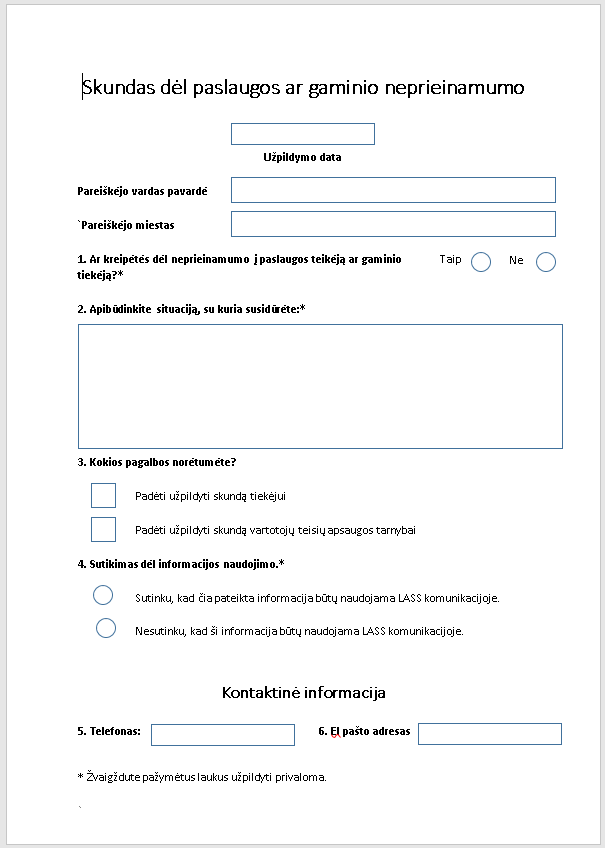 Skundas dėl paslaugos ar gaminio neprieinamumo
Užpildymo data
Pareiškėjo vardas pavardė
`Pareiškėjo miestas
1. Ar kreipėtės dėl neprieinamumo į paslaugos teikėją ar gaminio
tiekėją?*
Taip
Ne
2. Apibūdinkite situaciją, su kuria susidūrėte:*
3. Kokios pagalbos norėtumėte?
Padėti užpildyti skundą tiekėjui
Padėti užpildyti skundą vartotojų teisių apsaugos tarnybai
4. Sutikimas dėl informacijos naudojimo.*
Sutinku, kad čia pateikta informacija būtų naudojama LASS komunikacijoje.
Nesutinku, kad ši informacija būtų naudojama LASS komunikacijoje.
Kontaktinė informacija
5. Telefonas:
6. El pašto adresas
* Žvaigždute pažymėtus laukus užpildyti privaloma.
`